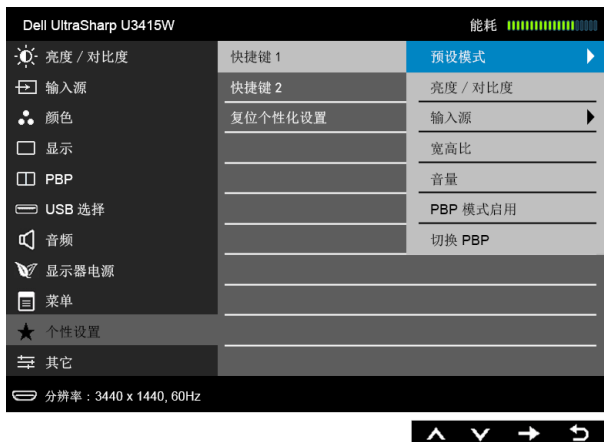 Dell UltraSharp U3415W
能耗
亮度 / 对比度
输入源
颜色
显示
PBP
USB 选择
音频
显示器电源
菜单
个性设置
其它
快捷键 1
快捷键 2
复位个性化设置
预设模式
亮度 / 对比度
输入源
宽高比
音量
PBP 模式启用
切换 PBP
分辨率：3440 x 1440, 60Hz